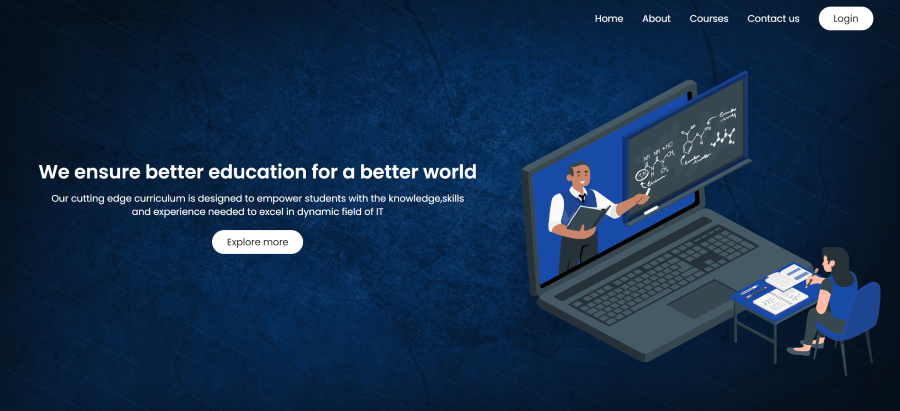 Home About Courses Contact us Login
We ensure better education for a better world
Our cutting edge curriculum is designed to empower students with the knowledge,skills
and experience needed to excel in dynamic field of IT
Explore more